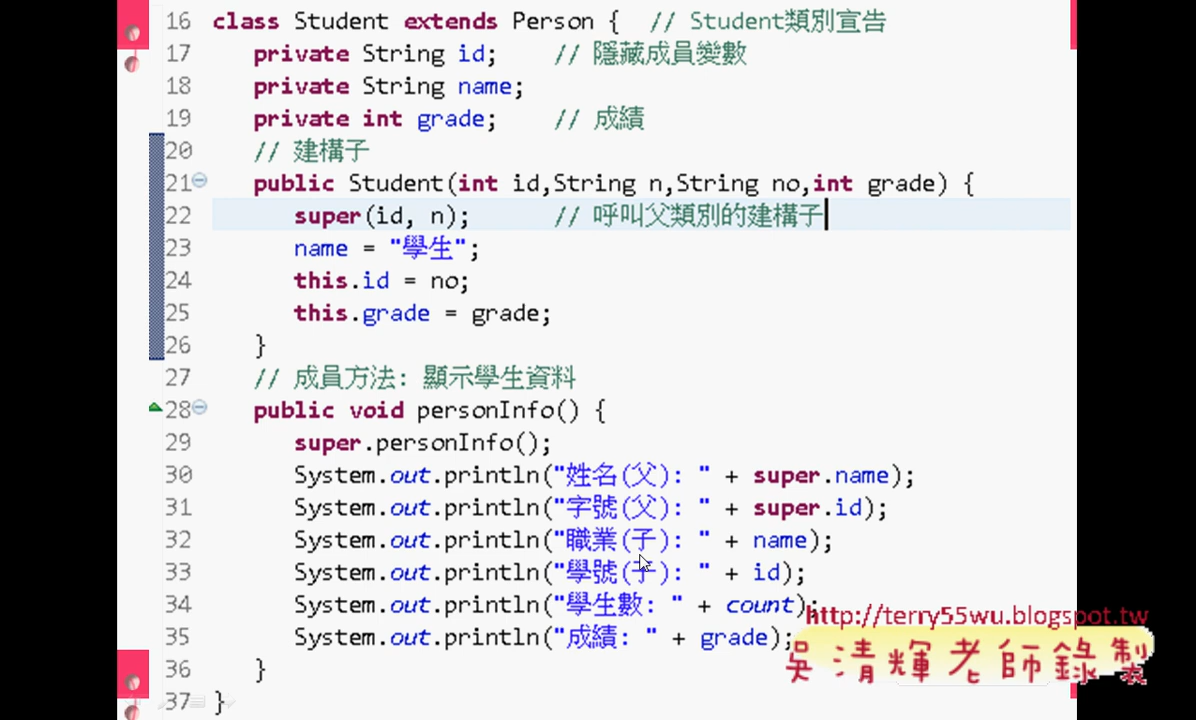 16 class Student extends Person {  // Student類別宣告
17    private String id;    // 隱藏成員變數
18    private String name;
19    private int grade;    // 成績
20    // 建構子
21    public Student(int id,String n,String no,int grade) {
22       super(id, n);      // 呼叫父類別的建構子
23       name = "學生";
24       this.id = no;
25       this.grade = grade;
26    }
27    // 成員方法: 顯示學生資料
28    public void personInfo() {
29       super.personInfo();
30       System.out.println("姓名(父): " + super.name);
31       System.out.println("字號(父): " + super.id);
32       System.out.println("職業(子): " + name);
33       System.out.println("學號(子): " + id);
34       System.out.println("學生數: " + count);
35       System.out.println("成績: " + grade);
36    }
37 }
http://terry55wu.blogspot.tw
吳清輝老師錄製